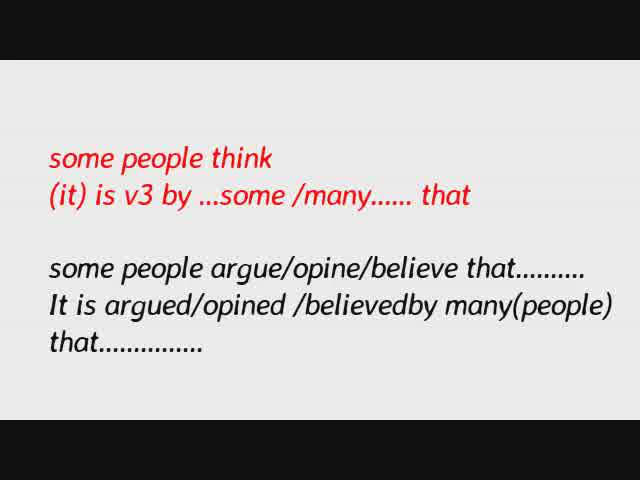 some people think
(it) is v3 by ...some /many...... that
some people argue/opine/believe that..........
It is argued/opined /believedby many(people)
that...............